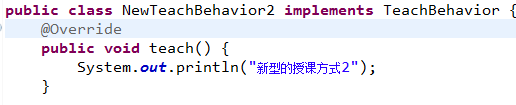 public class NewTeachBehavior2 implements TeachBehavior {
@Override
public void teach() {
System.out.println("新型的授课方式2");
}